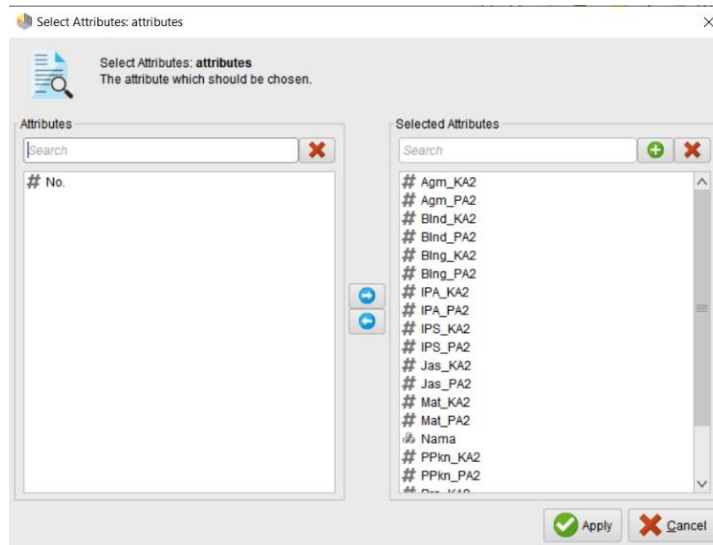 Select Attributes: attributes
Select Attributes: attributes
The attribute which should be chosen.
Attributes
Search
# No.
Selected Attributes
Search
# Agm_KA2
# Agm_PA2
# BInd_KA2
# BInd_PA2
# BIng_KA2
# BIng_PA2
# IPA_KA2
# IPA_PA2
# IPS_KA2
# IPS_PA2
# Jas_KA2
# Jas_PA2
# Mat_KA2
# Mat_PA2
Nama
# PPkn_KA2
# PPkn_PA2
Apply
Cancel